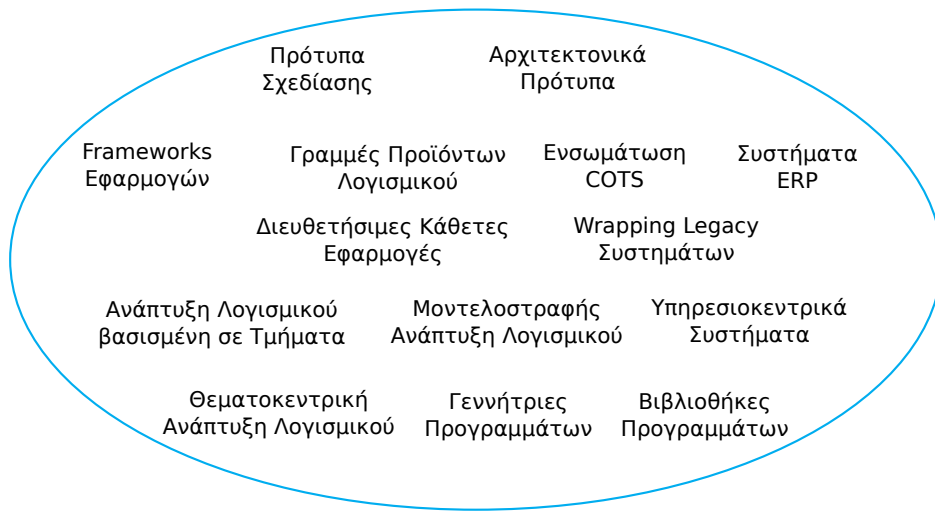 Πρότυπα
Σχεδίασης
Αρχιτεκτονικά
Πρότυπα
Frameworks
Εφαρμογών
Γραμμές Προϊόντων
Λογισμικού
Ενσωμάτωση
COTS
Συστήματα
ERP
Διευθετήσιμες Κάθετες
Εφαρμογές
Wrapping Legacy
Συστημάτων
Ανάπτυξη Λογισμικού
βασισμένη σε Τμήματα
Μοντελοστραφής
Ανάπτυξη Λογισμικού
Υπηρεσιοκεντρικά
Συστήματα
Θεματοκεντρική
Ανάπτυξη Λογισμικού
Γεννήτριες
Προγραμμάτων
Βιβλιοθήκες
Προγραμμάτων